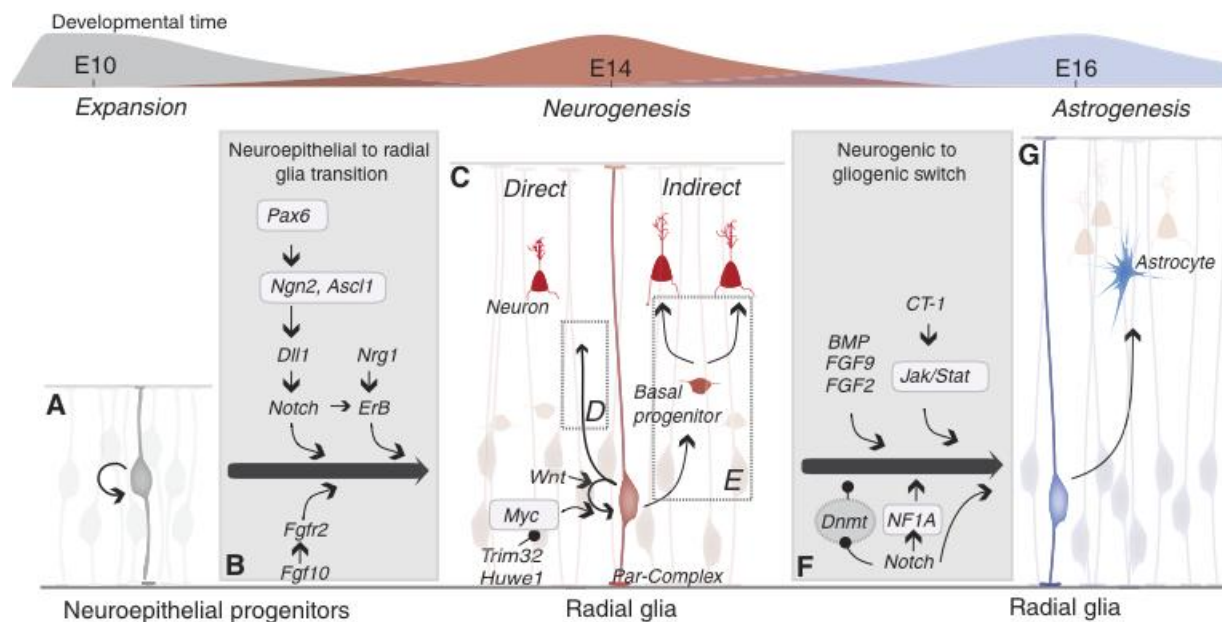 Developmental time
E10
E14
E16
Expansion
Neurogenesis
Astrogenesis
A
Neuroepithelial to radial
glia transition
Pax6
Ngn2, Ascl1
Dll1
Nrg1
Notch
ErB
Fgfr2
Fgf10
B
C
Direct
Indirect
Neuron
D
Basal
progenitor
E
Wnt
Myc
Trim32
Huwe1
Par-Complex
Neurogenic to
gliogenic switch
CT-1
BMP
FGF9
FGF2
Jak/Stat
Dnmt
NF1A
Notch
F
G
Astrocyte
Neuroepithelial progenitors
Radial glia
Radial glia